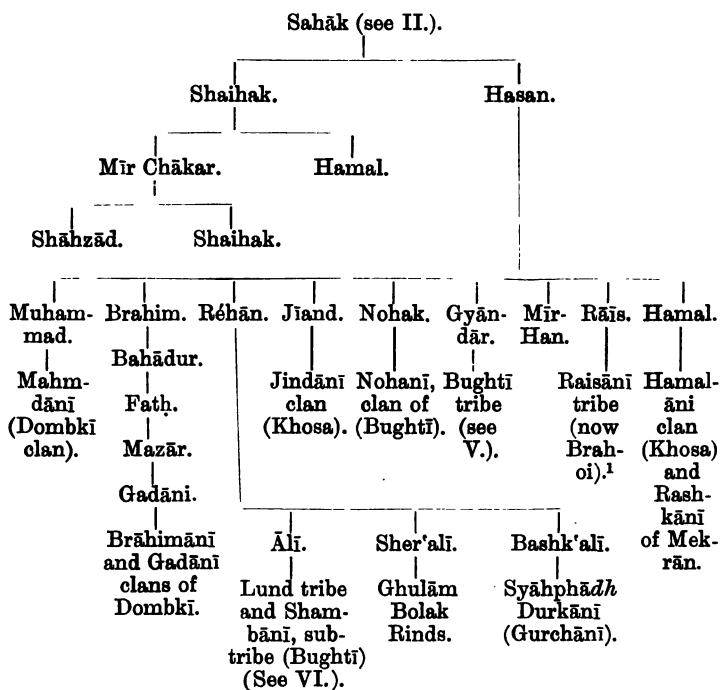 Sahāk (see II.).
Shaihak. Hasan.
Mīr Chākar. Hamal.
Shāhzād. Shaihak.
Muham- Brahim. Réhān. Jīand. Nohak. Gyān- Mīr- Rāīs. Hamal.
mad. dār. Han.
Bahādur.
Mahm- Jindānī Nohanī, Bughtī Raisānī Hamal-
dānī clan clan of tribe tribe āni
(Dombkī Fatḥ. (Khosa). (Bughtī). (see (now clan
clan). V.). Brah- (Khosa)
Mazār. oi).¹ and
Gadāni. Rash-
kānī
Brāhimānī Ālī. Sher‘alī. Bashk‘alī. of Mek-
and Gadānī rān.
clans of Lund tribe Ghulām Syāhphādh
Dombkī. and Sham- Bolak Durkānī
bānī, sub- Rinds. (Gurchānī).
tribe (Bughtī)
(See VI.).